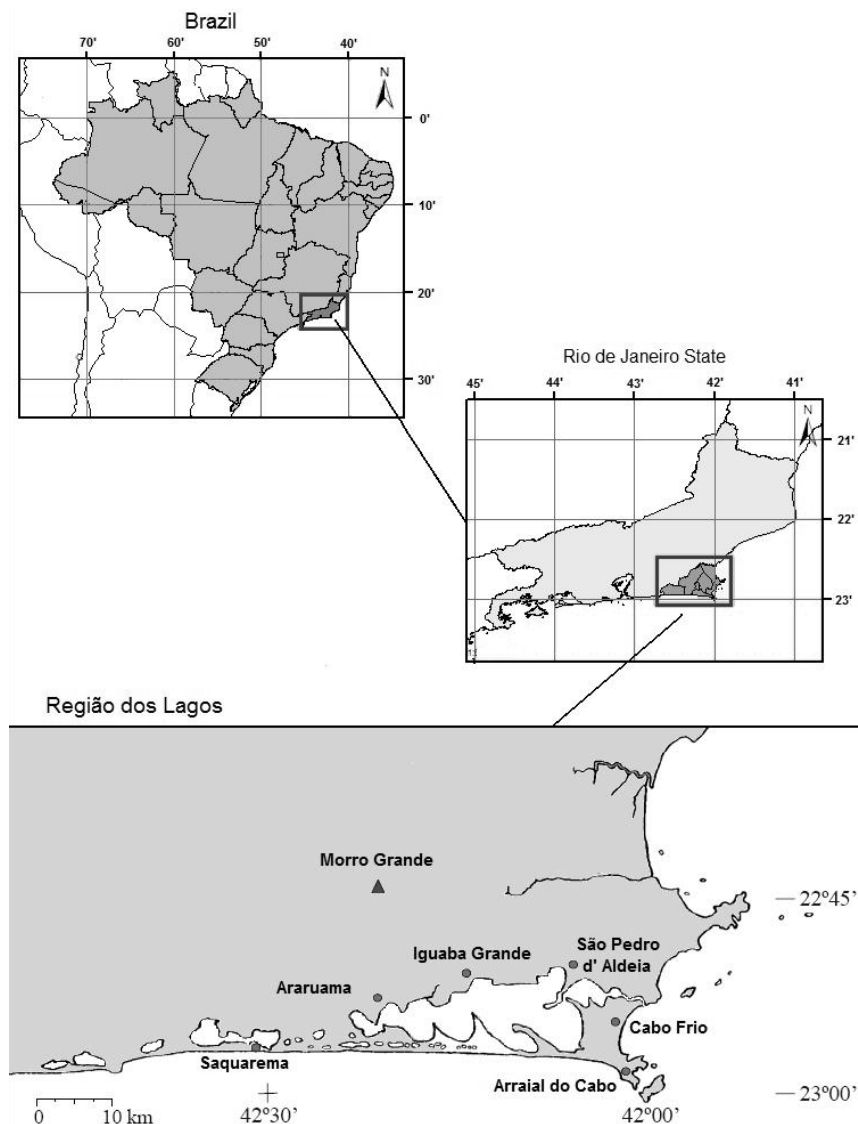 Brazil
70' 60' 50' 40'
N
0'
10'
20'
30'
Rio de Janeiro State
45' 44' 43' 42' 41'
N
21'
22'
23'
Região dos Lagos
Morro Grande
22º45'
São Pedro
d' Aldeia
Iguaba Grande
Araruama
Cabo Frio
Saquarema
Arraial do Cabo
23º00'
0 10 km
42º30'
42º00'